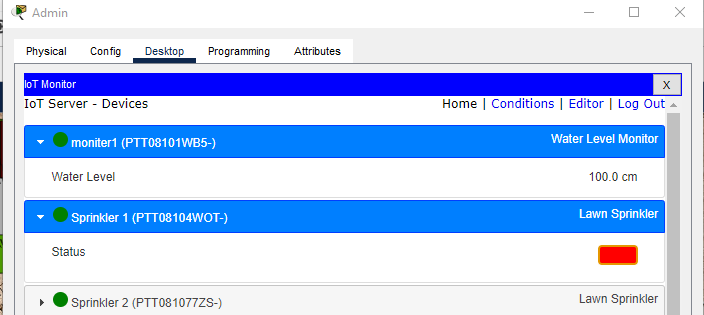 Admin
Physical Config Desktop Programming Attributes
IoT Monitor X
IoT Server - Devices Home | Conditions | Editor | Log Out
moniter1 (PTT08101WB5-) Water Level Monitor
Water Level 100.0 cm
Sprinkler 1 (PTT08104WOT-) Lawn Sprinkler
Status
Sprinkler 2 (PTT081077ZS-) Lawn Sprinkler